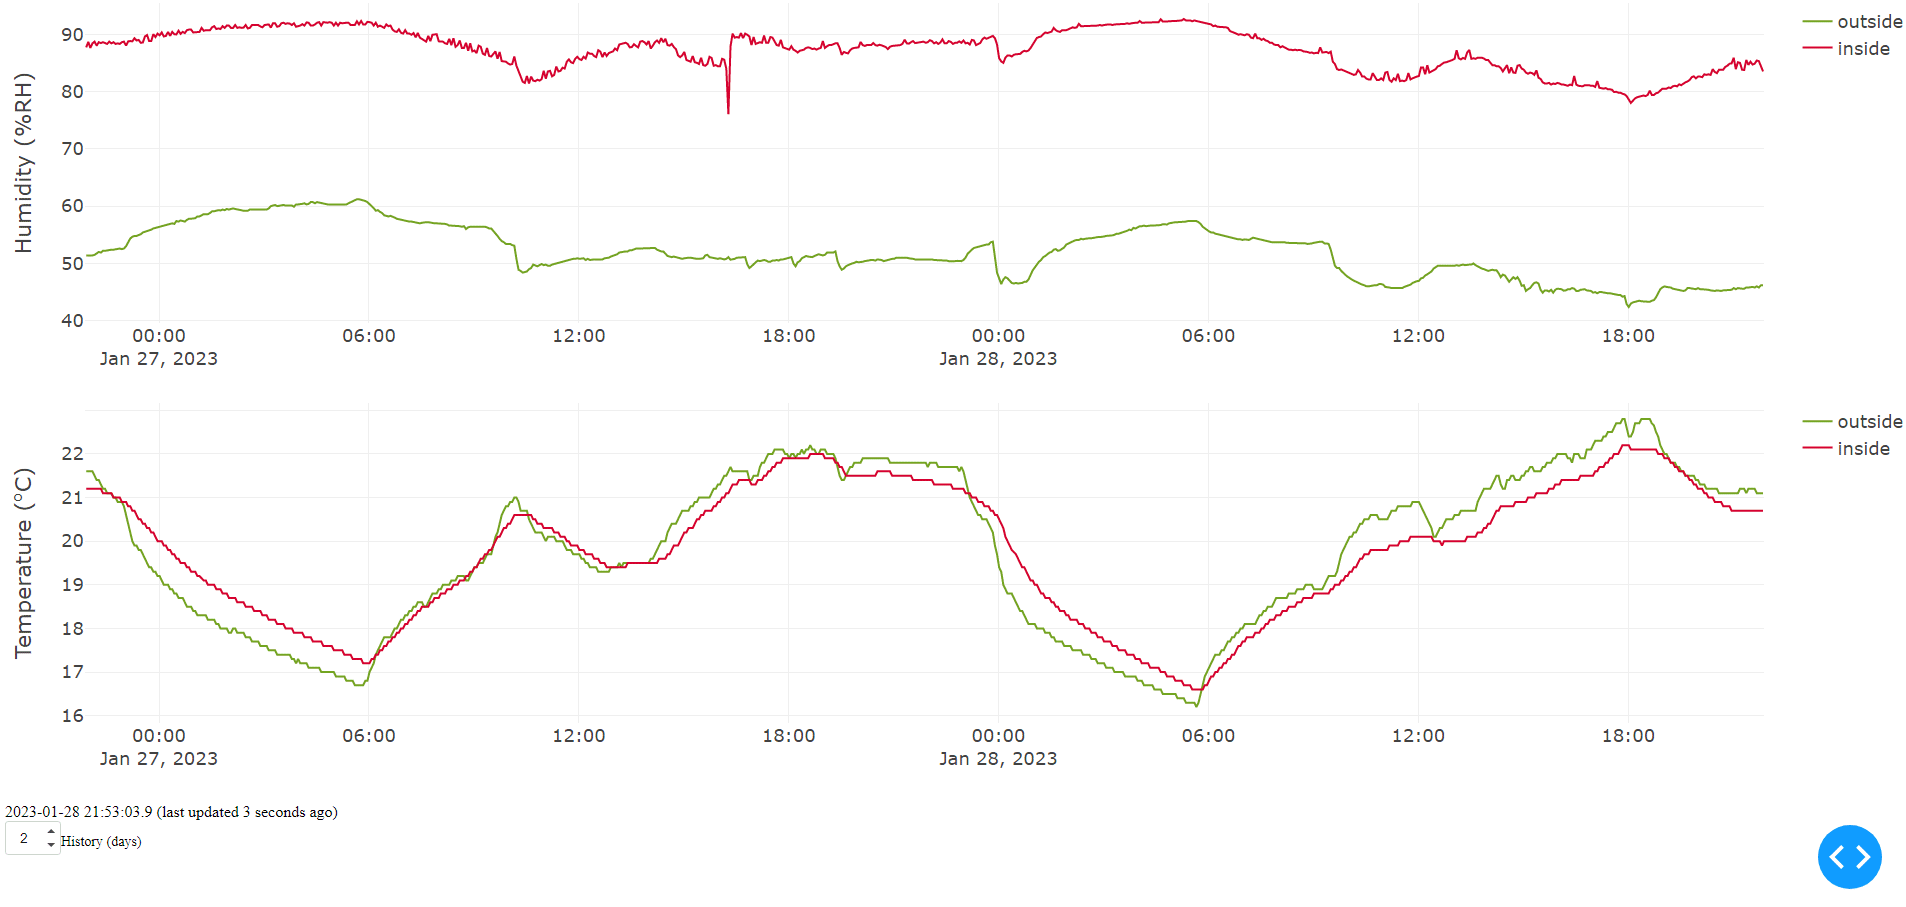 Humidity (%RH)
90
80
70
60
50
40
00:00 06:00 12:00 18:00 00:00 06:00 12:00 18:00
Jan 27, 2023 Jan 28, 2023
outside
inside
Temperature (°C)
22
21
20
19
18
17
16
00:00 06:00 12:00 18:00 00:00 06:00 12:00 18:00
Jan 27, 2023 Jan 28, 2023
outside
inside
2023-01-28 21:53:03.9 (last updated 3 seconds ago)
2 History (days)